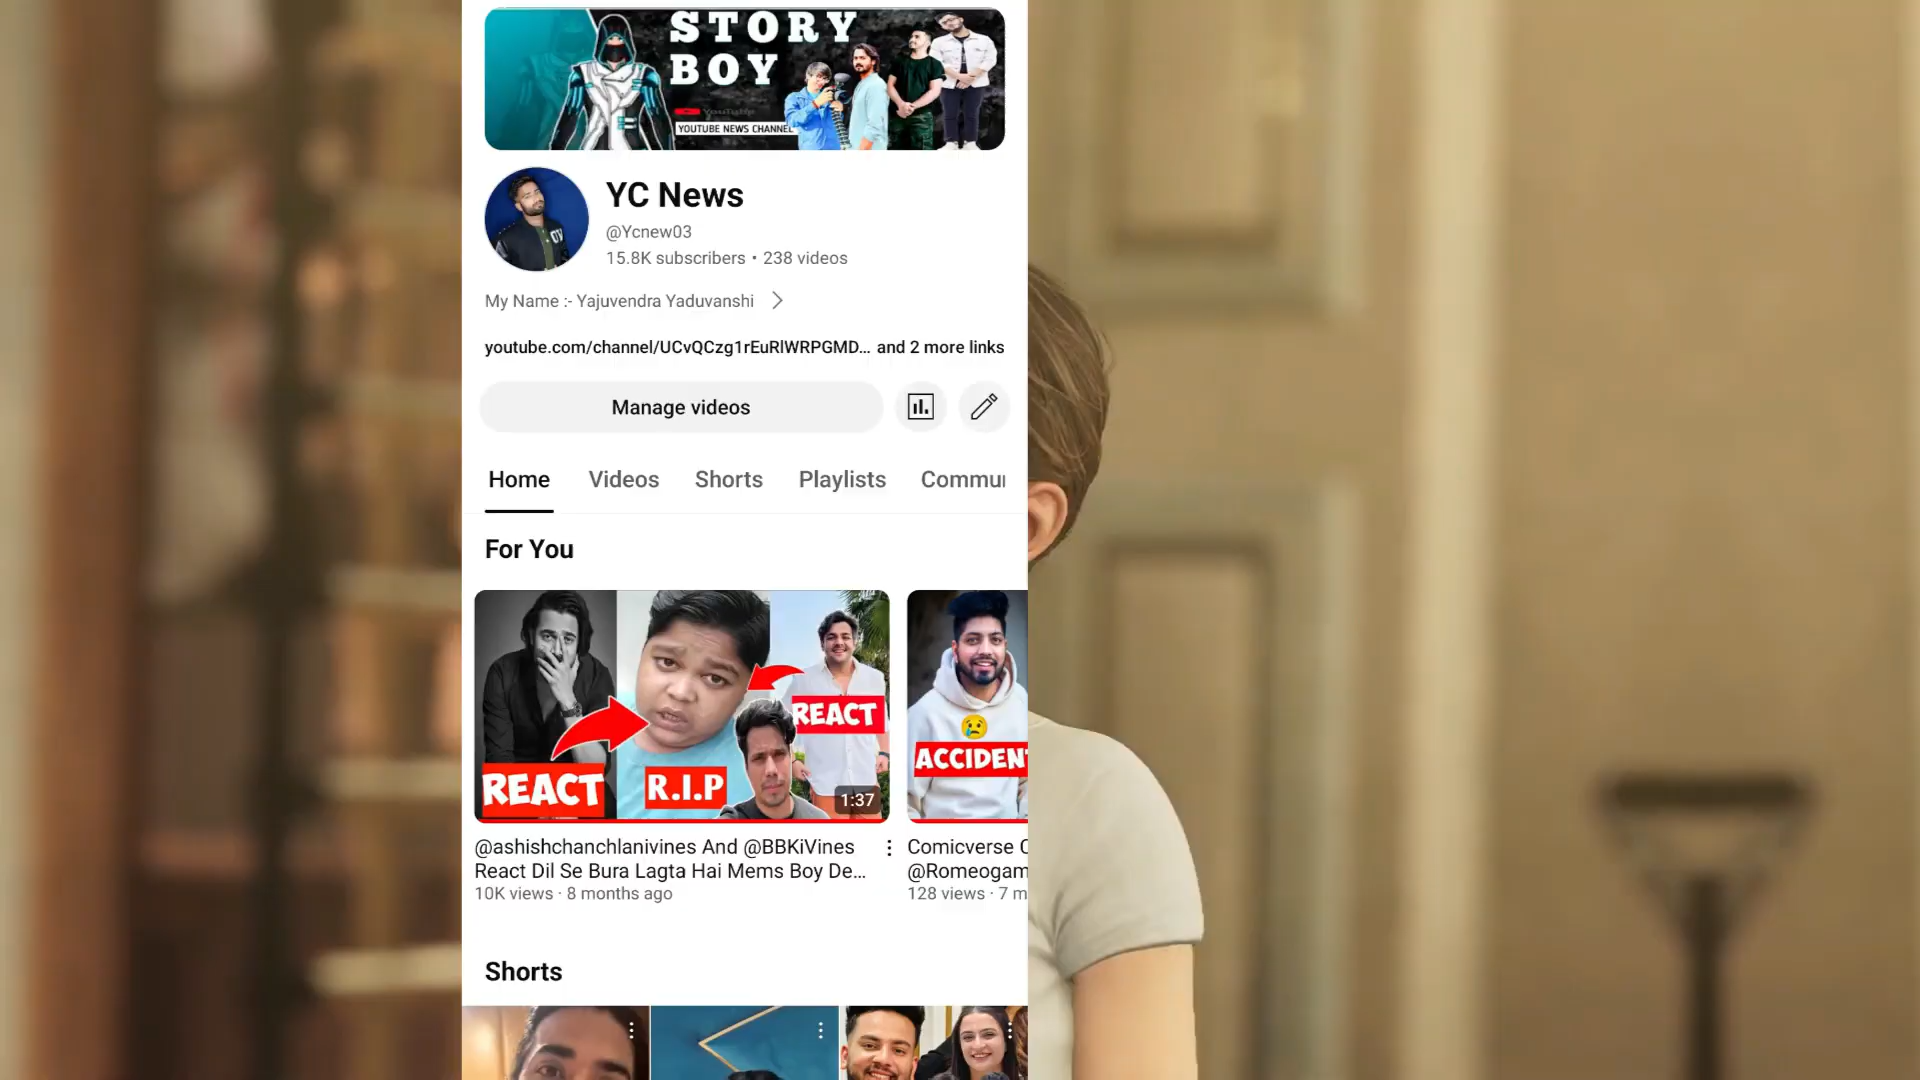 STORY
BOY
YouTube
YOUTUBE NEWS CHANNEL
YC News
@Ycnew03
15.8K subscribers • 238 videos
My Name :- Yajuvendra Yaduvanshi
youtube.com/channel/UCvQCzg1rEuRlWRPGMD... and 2 more links
Manage videos
Home Videos Shorts Playlists Commu
For You
REACT
R.I.P
REACT
1:37
ACCIDEN
@ashishchanchlanivines And @BBKiVines
React Dil Se Bura Lagta Hai Mems Boy De...
10K views · 8 months ago
Comicverse
@Romeogam
128 views · 7 m
Shorts